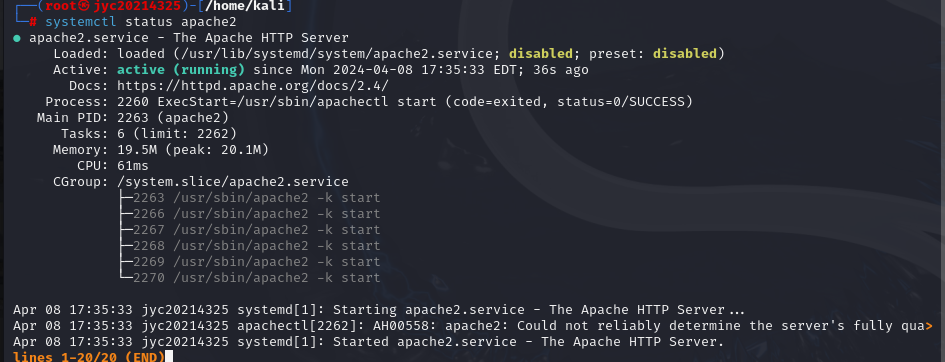 ┌──(root㉿jyc20214325)-[/home/kali]
└─# systemctl status apache2
● apache2.service - The Apache HTTP Server
     Loaded: loaded (/usr/lib/systemd/system/apache2.service; disabled; preset: disabled)
     Active: active (running) since Mon 2024-04-08 17:35:33 EDT; 36s ago
       Docs: https://httpd.apache.org/docs/2.4/
    Process: 2260 ExecStart=/usr/sbin/apachectl start (code=exited, status=0/SUCCESS)
   Main PID: 2263 (apache2)
      Tasks: 6 (limit: 2262)
     Memory: 19.5M (peak: 20.1M)
        CPU: 61ms
     CGroup: /system.slice/apache2.service
             ├─2263 /usr/sbin/apache2 -k start
             ├─2266 /usr/sbin/apache2 -k start
             ├─2267 /usr/sbin/apache2 -k start
             ├─2268 /usr/sbin/apache2 -k start
             ├─2269 /usr/sbin/apache2 -k start
             └─2270 /usr/sbin/apache2 -k start
Apr 08 17:35:33 jyc20214325 systemd[1]: Starting apache2.service - The Apache HTTP Server...
Apr 08 17:35:33 jyc20214325 apachectl[2262]: AH00558: apache2: Could not reliably determine the server's fully qua>
Apr 08 17:35:33 jyc20214325 systemd[1]: Started apache2.service - The Apache HTTP Server.
lines 1-20/20 (END)